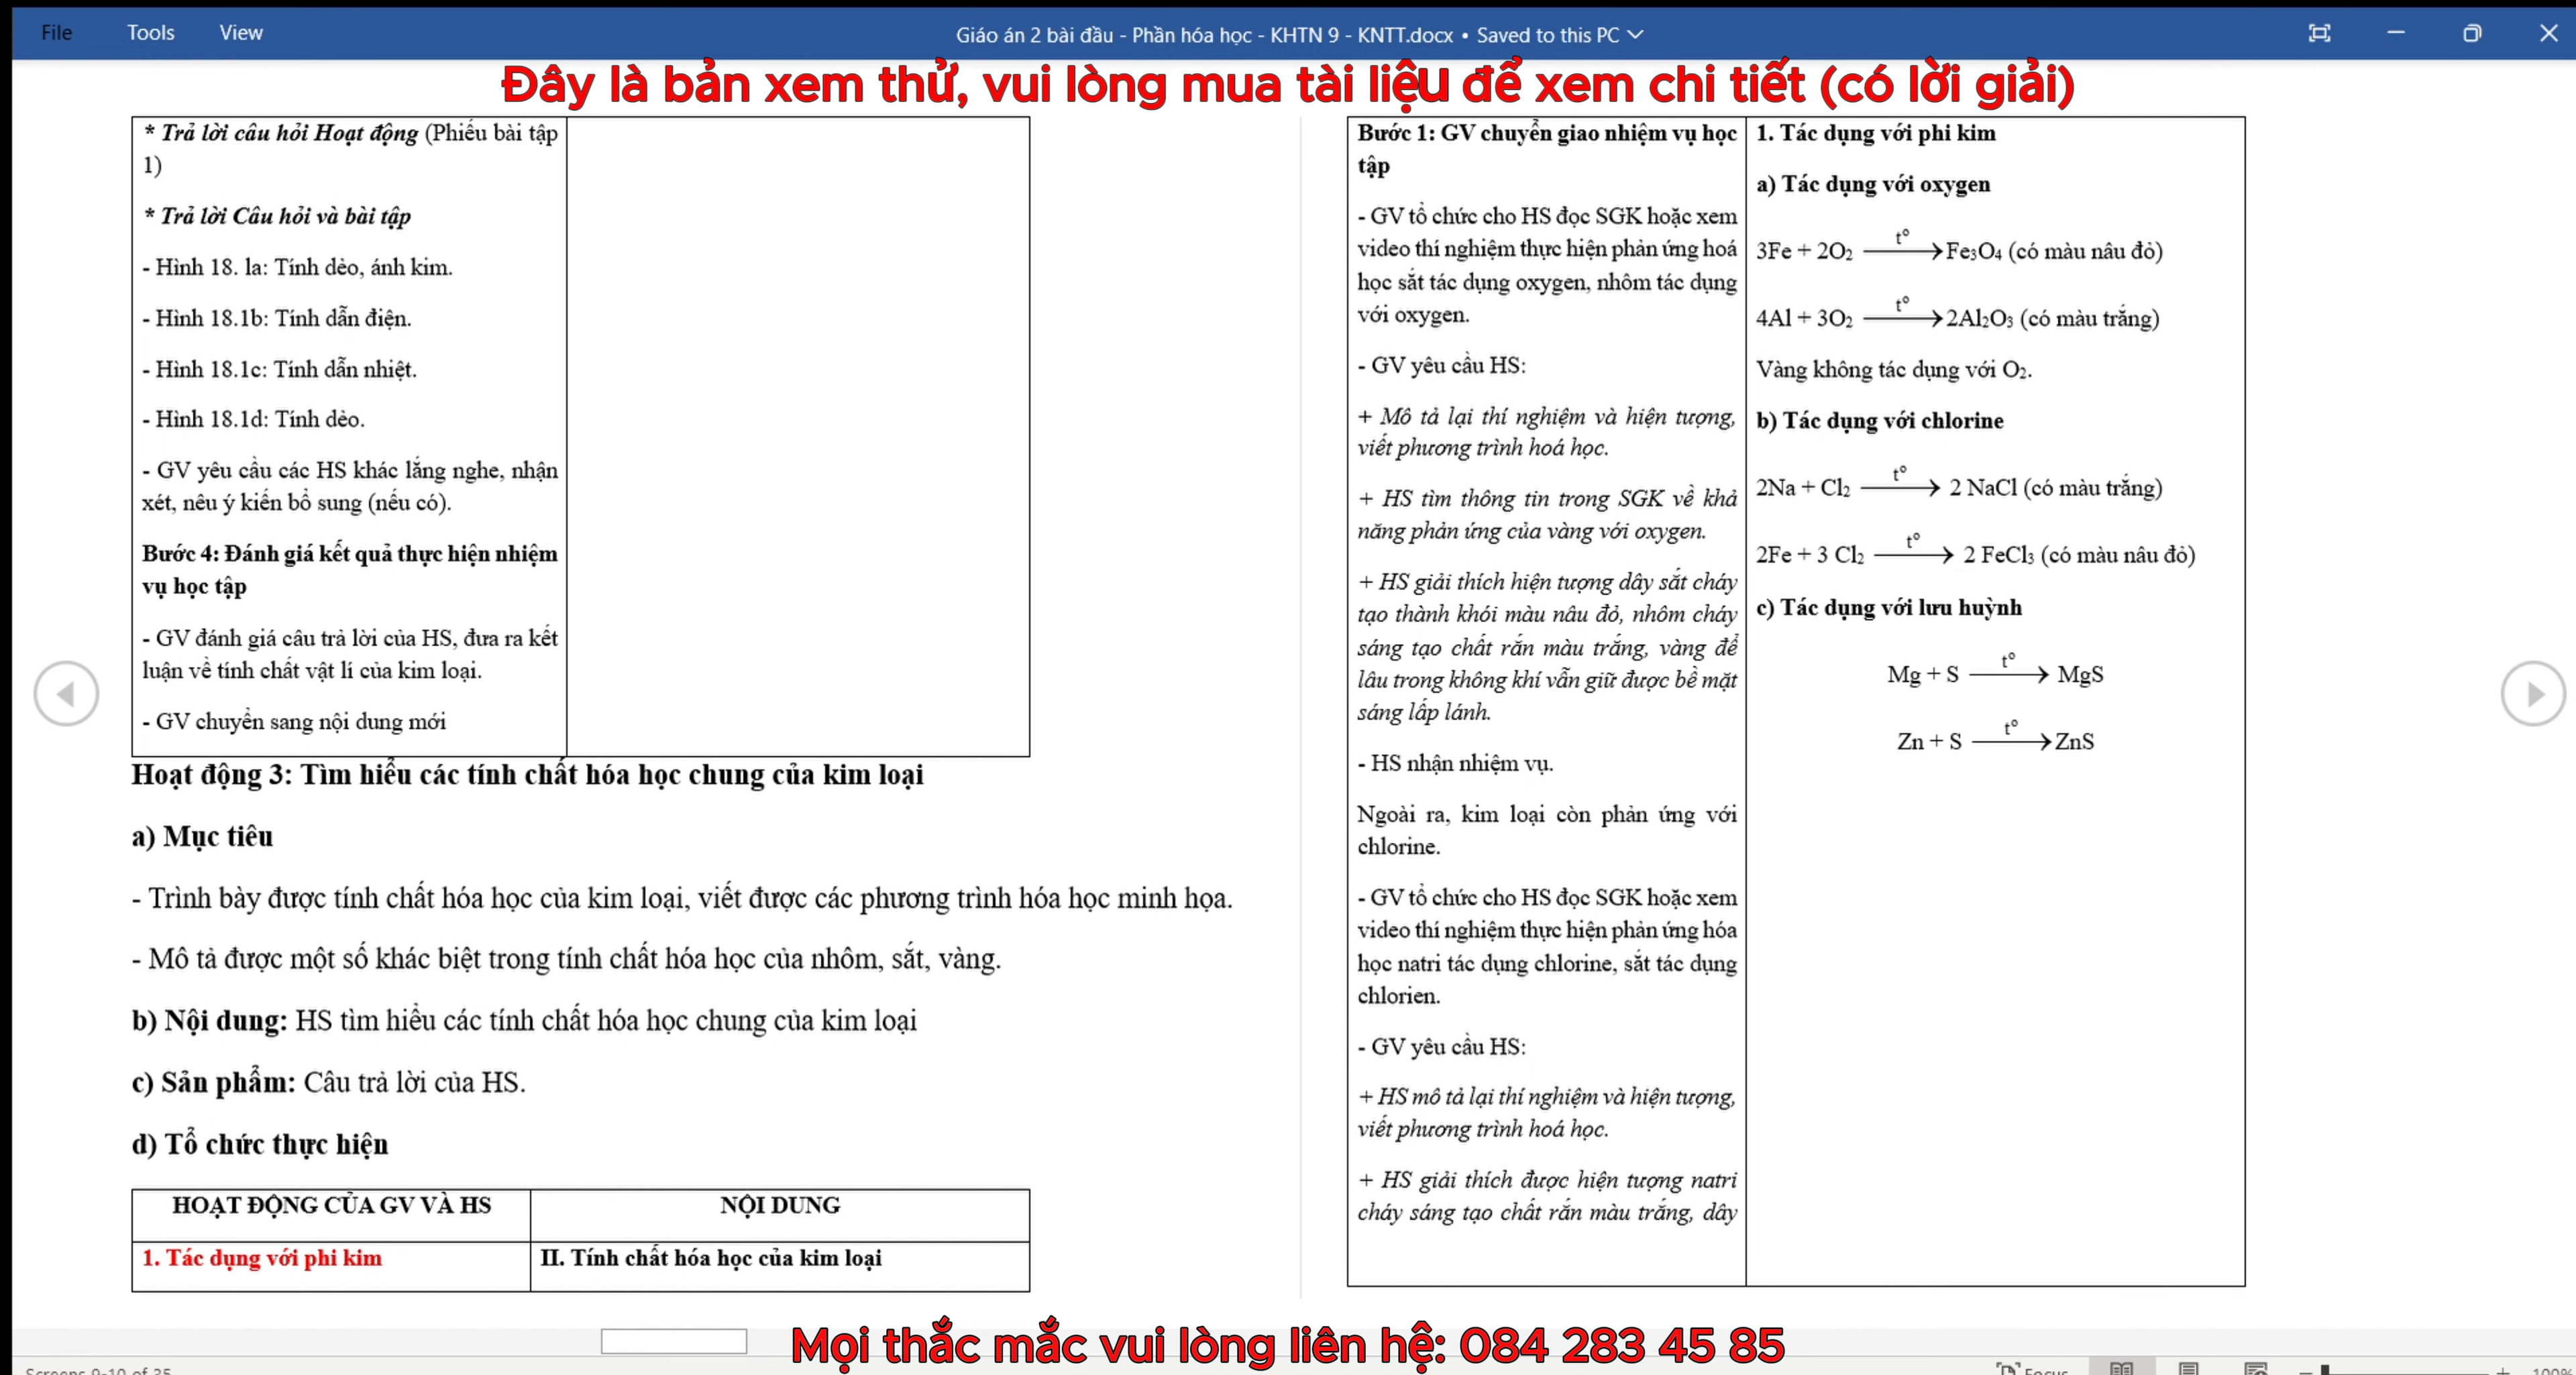 File Tools View Giáo án 2 bài đầu - Phần hóa học - KHTN 9 - KNTT.docx • Saved to this PC
Đây là bản xem thử, vui lòng mua tài liệu để xem chi tiết (có lời giải)
* Trả lời câu hỏi Hoạt động (Phiếu bài tập
1)
* Trả lời Câu hỏi và bài tập
- Hình 18. la: Tính dẻo, ánh kim.
- Hình 18.1b: Tính dẫn điện.
- Hình 18.1c: Tính dẫn nhiệt.
- Hình 18.1d: Tính dẻo.
- GV yêu cầu các HS khác lắng nghe, nhận
xét, nêu ý kiến bổ sung (nếu có).
Bước 4: Đánh giá kết quả thực hiện nhiệm
vụ học tập
- GV đánh giá câu trả lời của HS, đưa ra kết
luận về tính chất vật lí của kim loại.
- GV chuyển sang nội dung mới
Hoạt động 3: Tìm hiểu các tính chất hóa học chung của kim loại
a) Mục tiêu
- Trình bày được tính chất hóa học của kim loại, viết được các phương trình hóa học minh họa.
- Mô tả được một số khác biệt trong tính chất hóa học của nhôm, sắt, vàng.
b) Nội dung: HS tìm hiểu các tính chất hóa học chung của kim loại
c) Sản phẩm: Câu trả lời của HS.
d) Tổ chức thực hiện
HOẠT ĐỘNG CỦA GV VÀ HS NỘI DUNG
1. Tác dụng với phi kim II. Tính chất hóa học của kim loại
Bước 1: GV chuyển giao nhiệm vụ học
tập
- GV tổ chức cho HS đọc SGK hoặc xem
video thí nghiệm thực hiện phản ứng hoá
học sắt tác dụng oxygen, nhôm tác dụng
với oxygen.
- GV yêu cầu HS:
+ Mô tả lại thí nghiệm và hiện tượng,
viết phương trình hoá học.
+ HS tìm thông tin trong SGK về khả
năng phản ứng của vàng với oxygen.
+ HS giải thích hiện tượng dây sắt cháy
tạo thành khói màu nâu đỏ, nhôm cháy
sáng tạo chất rắn màu trắng, vàng để
lâu trong không khí vẫn giữ được bề mặt
sáng lấp lánh.
- HS nhận nhiệm vụ.
Ngoài ra, kim loại còn phản ứng với
chlorine.
- GV tổ chức cho HS đọc SGK hoặc xem
video thí nghiệm thực hiện phản ứng hóa
học natri tác dụng chlorine, sắt tác dụng
chlorien.
- GV yêu cầu HS:
+ HS mô tả lại thí nghiệm và hiện tượng,
viết phương trình hoá học.
+ HS giải thích được hiện tượng natri
cháy sáng tạo chất rắn màu trắng, dây
1. Tác dụng với phi kim
a) Tác dụng với oxygen
3Fe + 2O₂ —t°→ Fe₃O₄ (có màu nâu đỏ)
4Al + 3O₂ —t°→ 2Al₂O₃ (có màu trắng)
Vàng không tác dụng với O₂.
b) Tác dụng với chlorine
2Na + Cl₂ —t°→ 2 NaCl (có màu trắng)
2Fe + 3 Cl₂ —t°→ 2 FeCl₃ (có màu nâu đỏ)
c) Tác dụng với lưu huỳnh
Mg + S —t°→ MgS
Zn + S —t°→ ZnS
Mọi thắc mắc vui lòng liên hệ: 084 283 45 85
Screens 9-10 of 35 Focus 100%